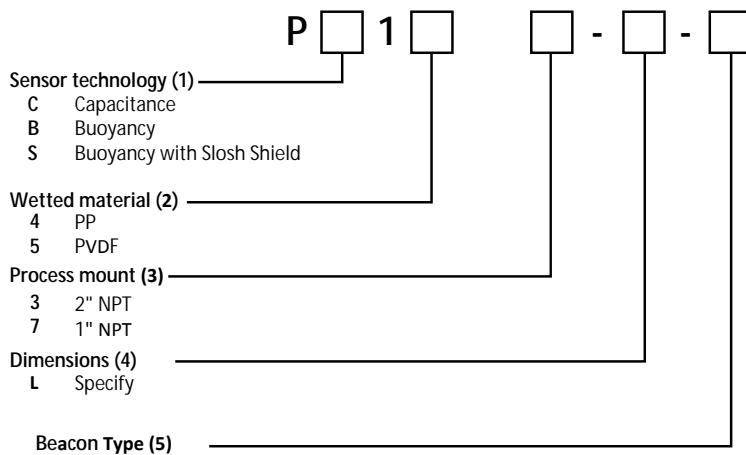 P 1 - -
Sensor technology (1)
C Capacitance
B Buoyancy
S Buoyancy with Slosh Shield
Wetted material (2)
4 PP
5 PVDF
Process mount (3)
3 2" NPT
7 1" NPT
Dimensions (4)
L Specify
Beacon Type (5)